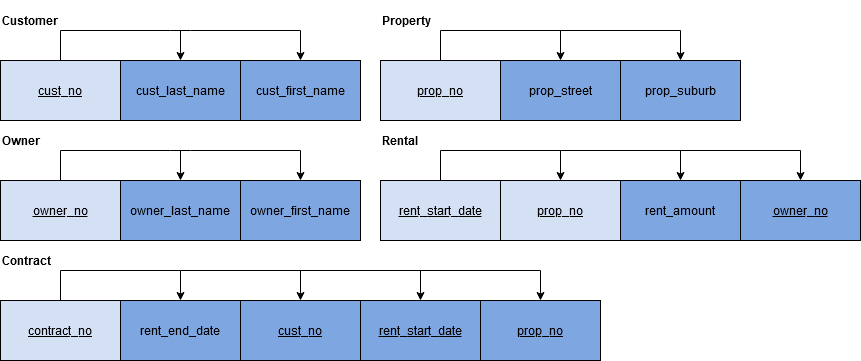 Customer
cust_no cust_last_name cust_first_name
Property
prop_no prop_street prop_suburb
Owner
owner_no owner_last_name owner_first_name
Rental
rent_start_date prop_no rent_amount owner_no
Contract
contract_no rent_end_date cust_no rent_start_date prop_no